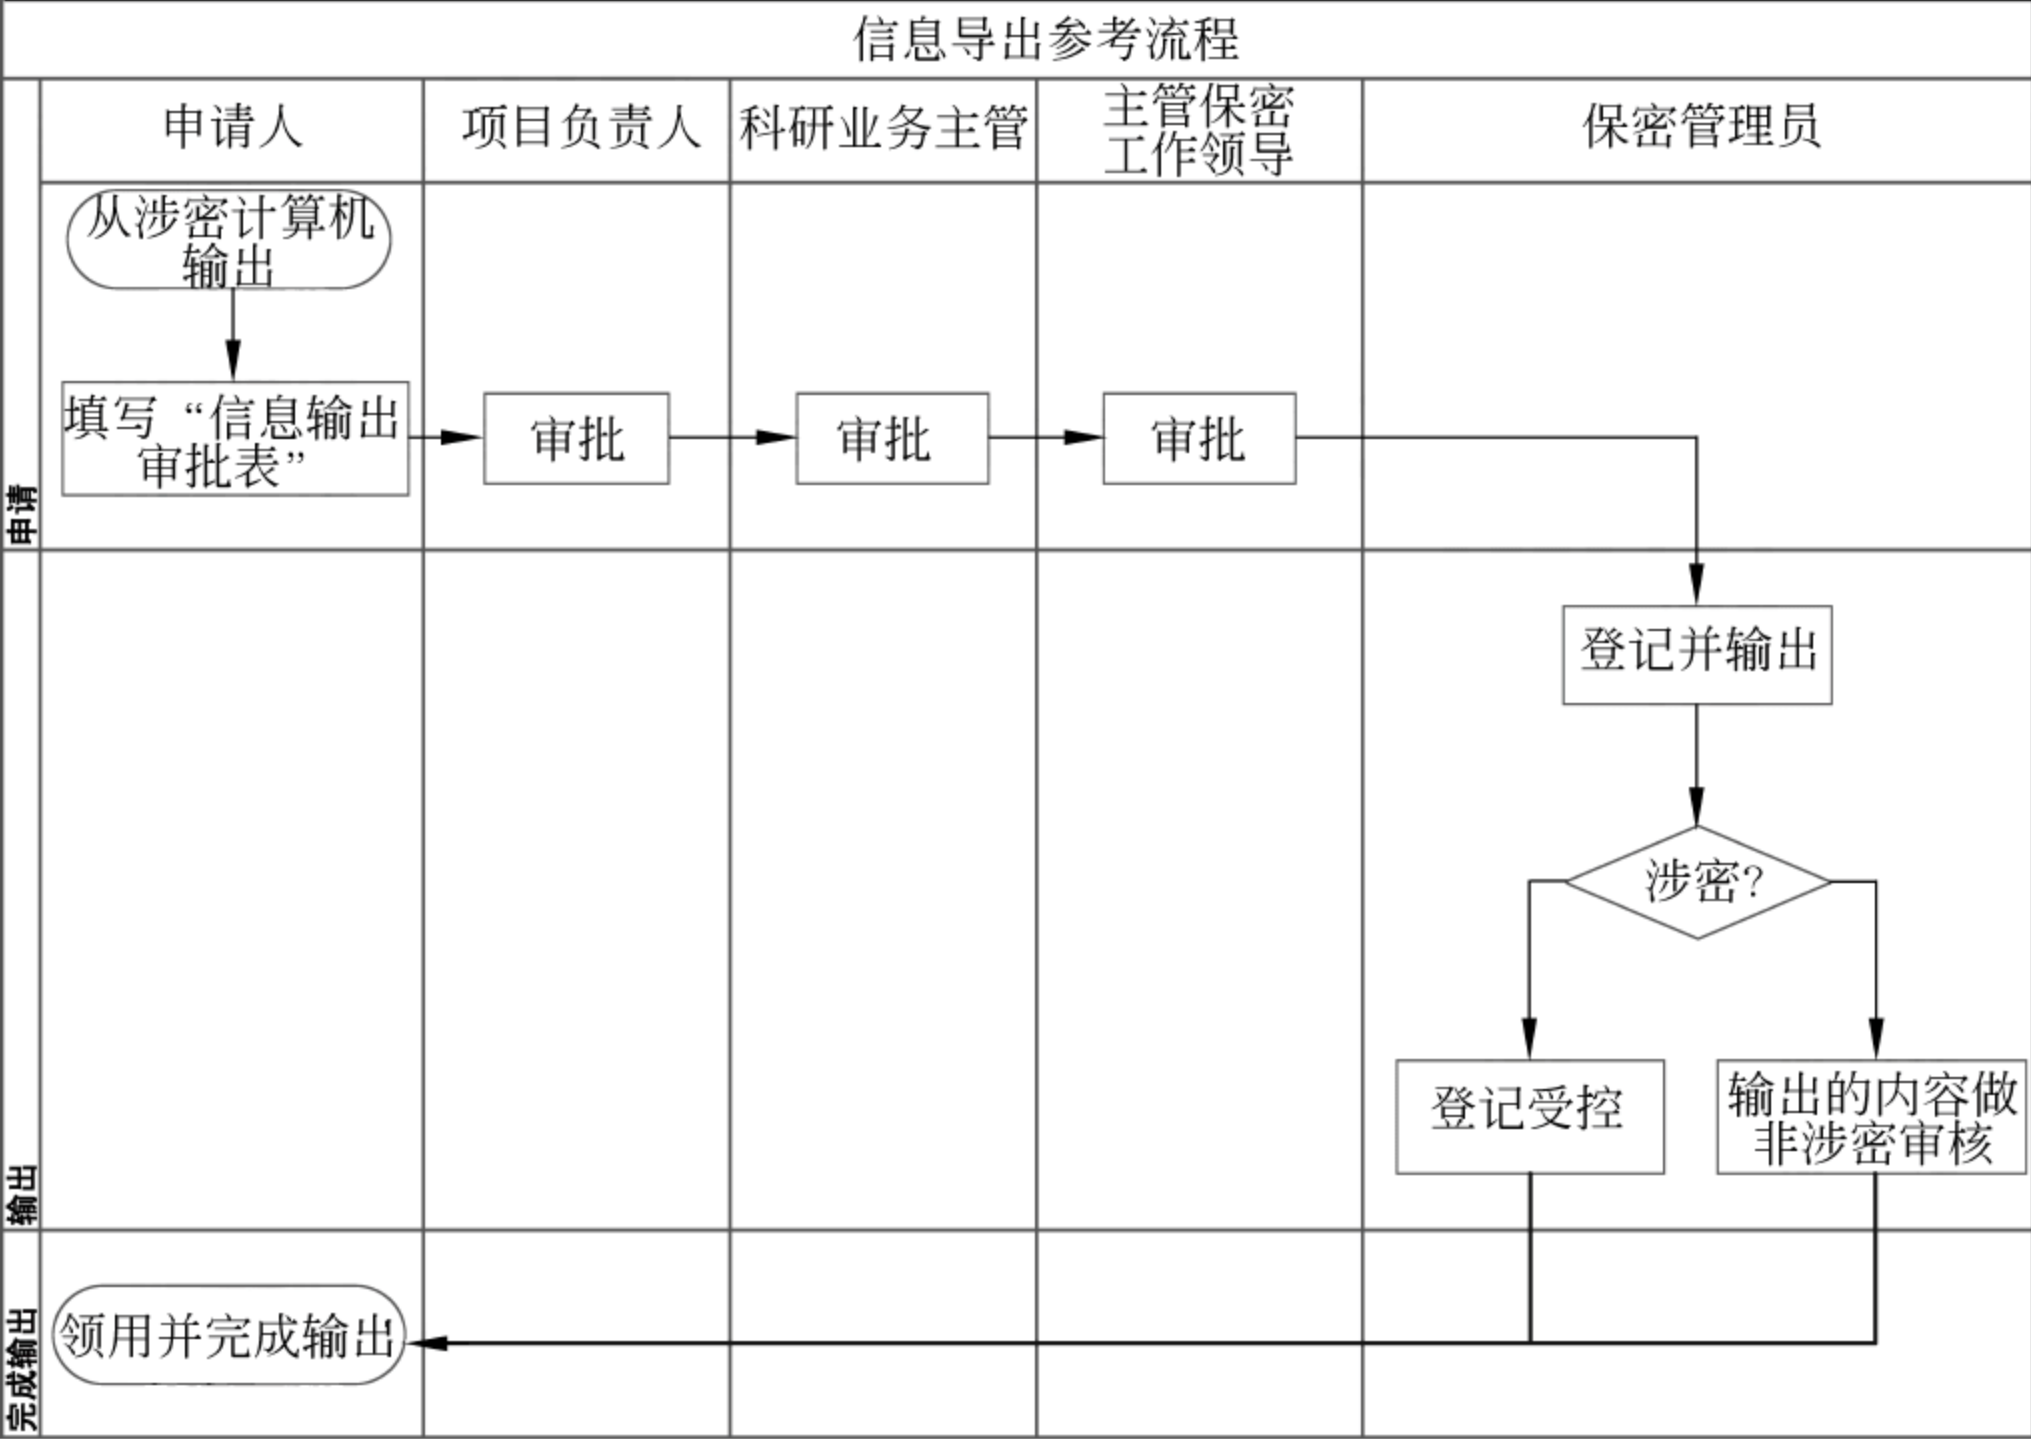 信息导出参考流程
申请人
项目负责人
科研业务主管
主管保密
工作领导
保密管理员
申请
从涉密计算机
输出
填写“信息输出
审批表”
审批
审批
审批
输出
登记并输出
涉密?
登记受控
输出的内容做
非涉密审核
完成输出
领用并完成输出